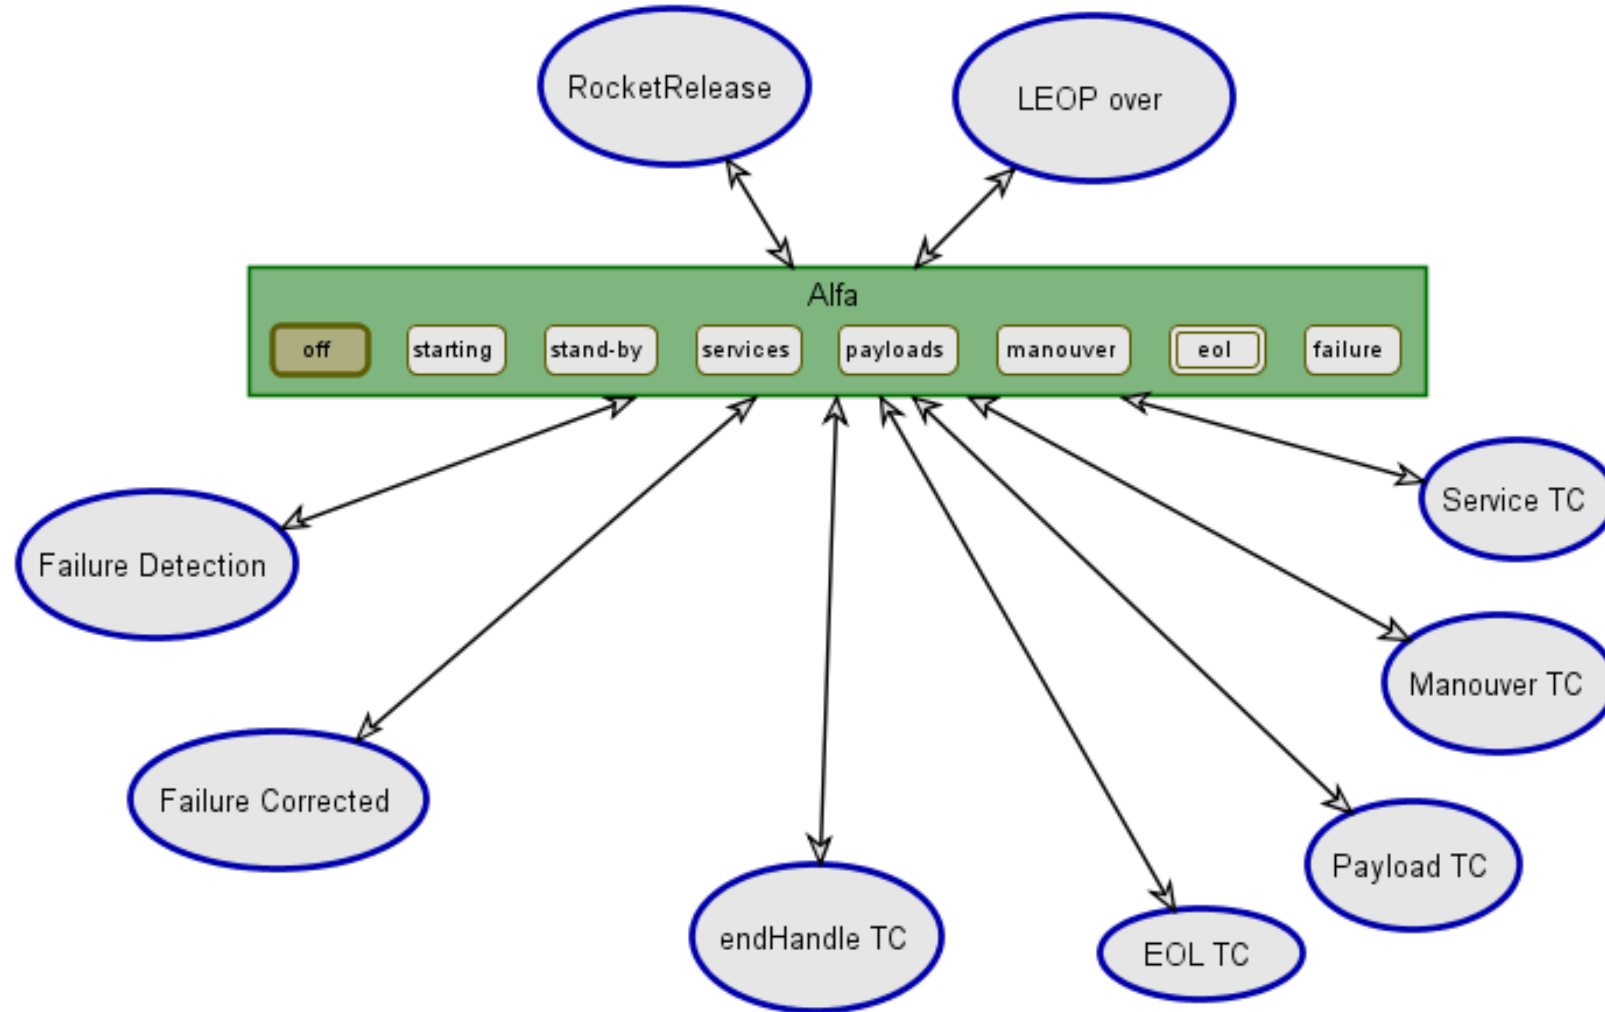 RocketRelease
LEOP over
Alfa
off
starting
stand-by
services
payloads
manouver
eol
failure
Service TC
Failure Detection
Manouver TC
Failure Corrected
Payload TC
endHandle TC
EOL TC